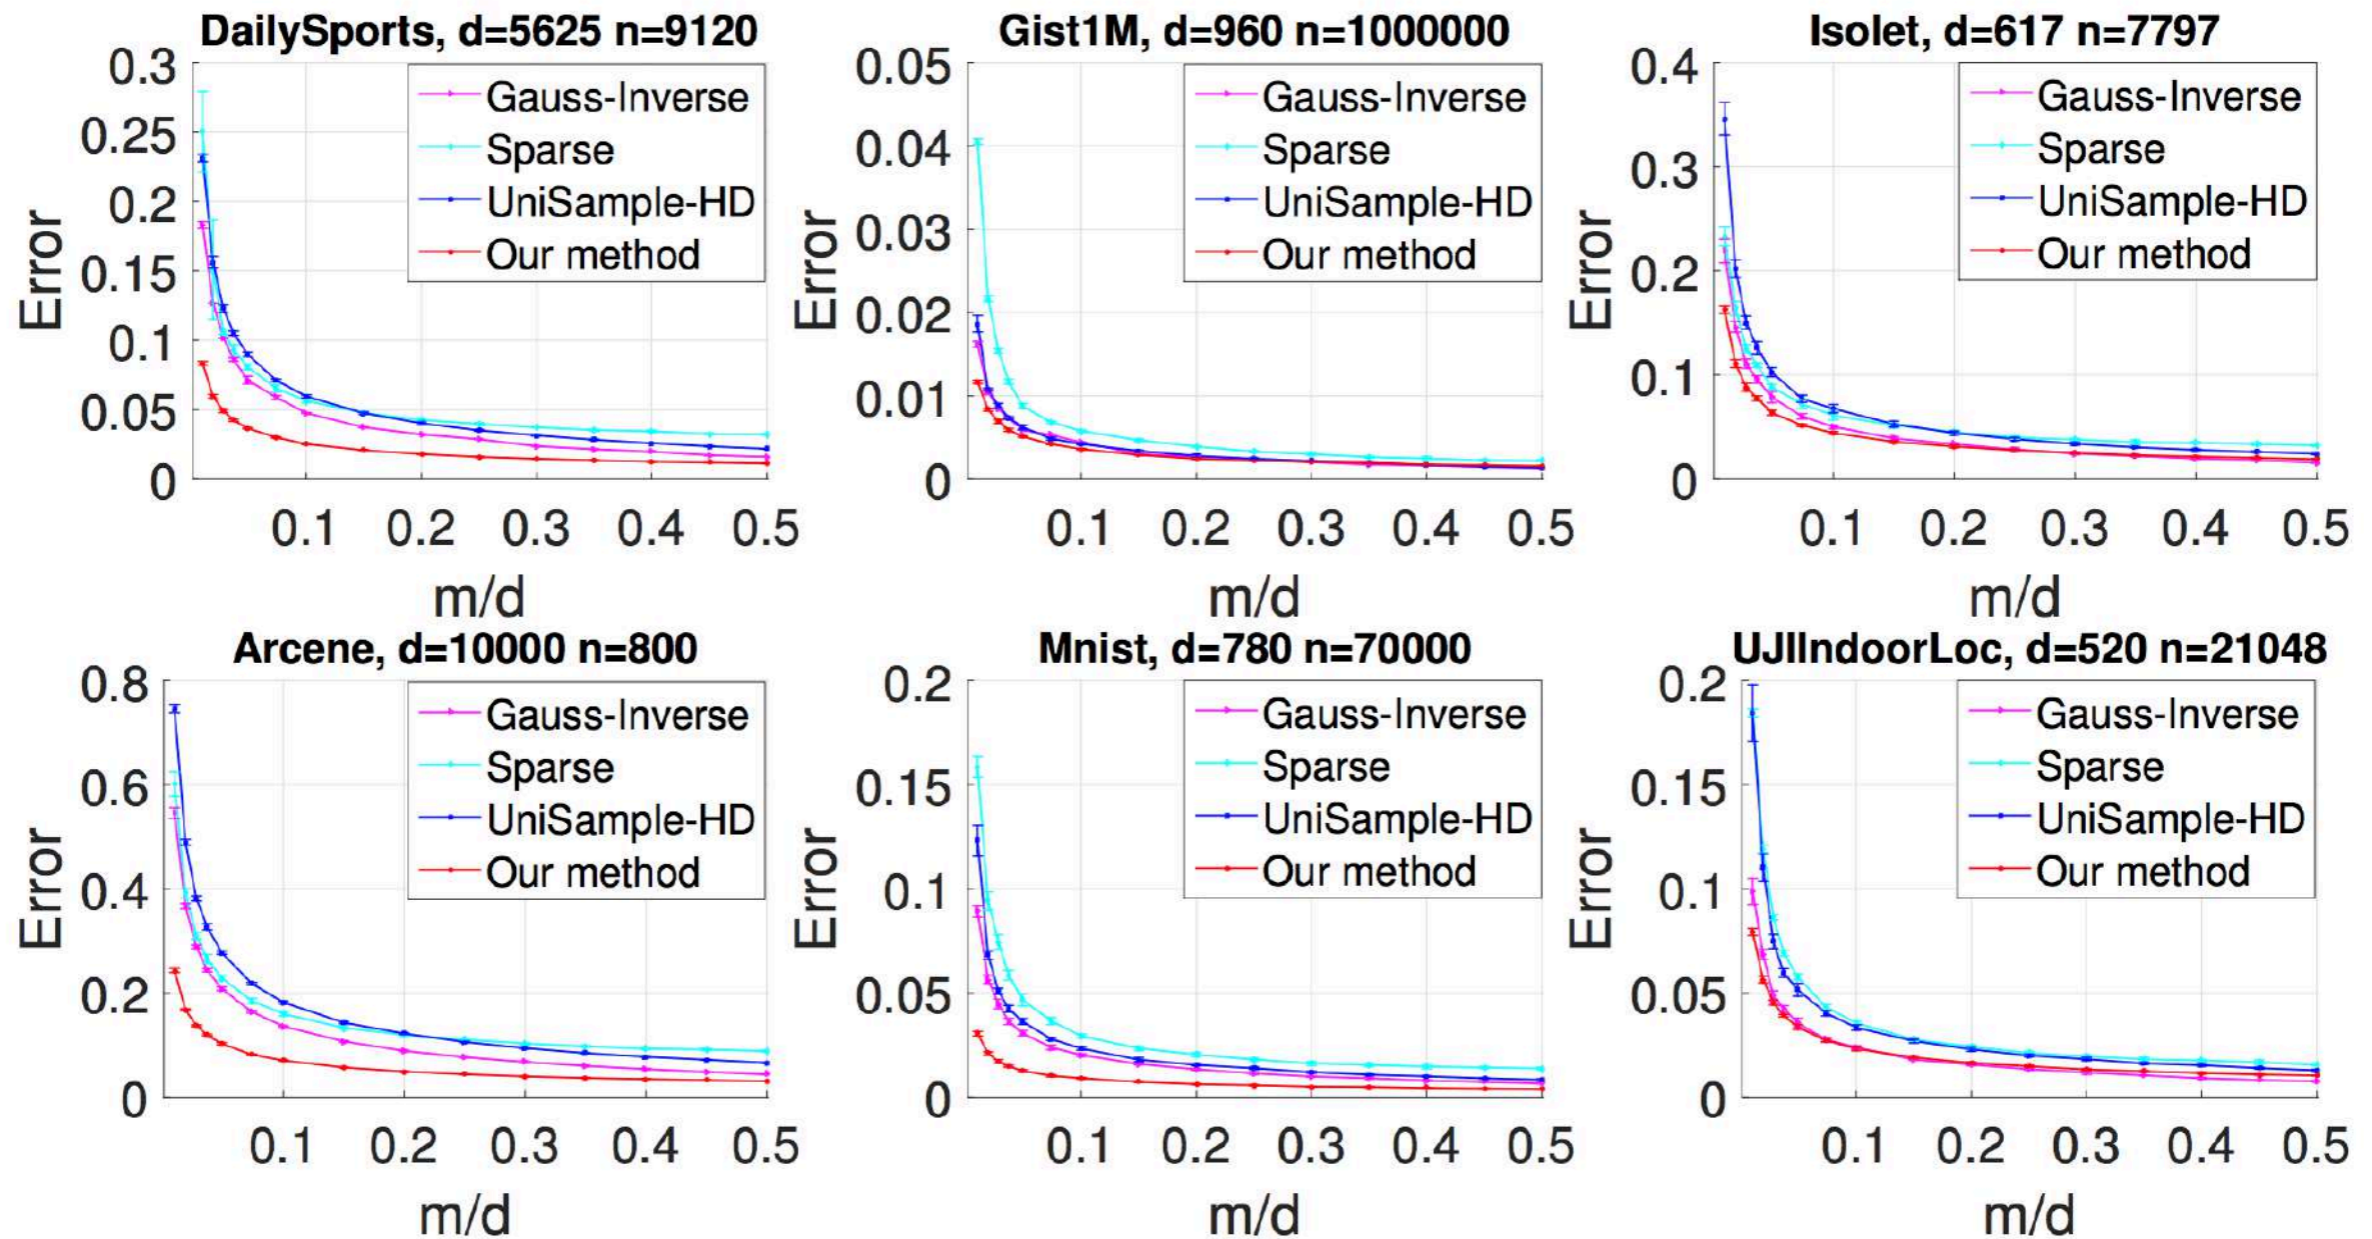 DailySports, d=5625 n=9120
0.3
0.25
0.2
0.15
0.1
0.05
0
Error
Gauss-Inverse
Sparse
UniSample-HD
Our method
0.1 0.2 0.3 0.4 0.5
m/d
Gist1M, d=960 n=1000000
0.05
0.04
0.03
0.02
0.01
0
Error
Gauss-Inverse
Sparse
UniSample-HD
Our method
0.1 0.2 0.3 0.4 0.5
m/d
Isolet, d=617 n=7797
0.4
0.3
0.2
0.1
0
Error
Gauss-Inverse
Sparse
UniSample-HD
Our method
0.1 0.2 0.3 0.4 0.5
m/d
Arcene, d=10000 n=800
0.8
0.6
0.4
0.2
0
Error
Gauss-Inverse
Sparse
UniSample-HD
Our method
0.1 0.2 0.3 0.4 0.5
m/d
Mnist, d=780 n=70000
0.2
0.15
0.1
0.05
0
Error
Gauss-Inverse
Sparse
UniSample-HD
Our method
0.1 0.2 0.3 0.4 0.5
m/d
UJIIndoorLoc, d=520 n=21048
0.2
0.15
0.1
0.05
0
Error
Gauss-Inverse
Sparse
UniSample-HD
Our method
0.1 0.2 0.3 0.4 0.5
m/d